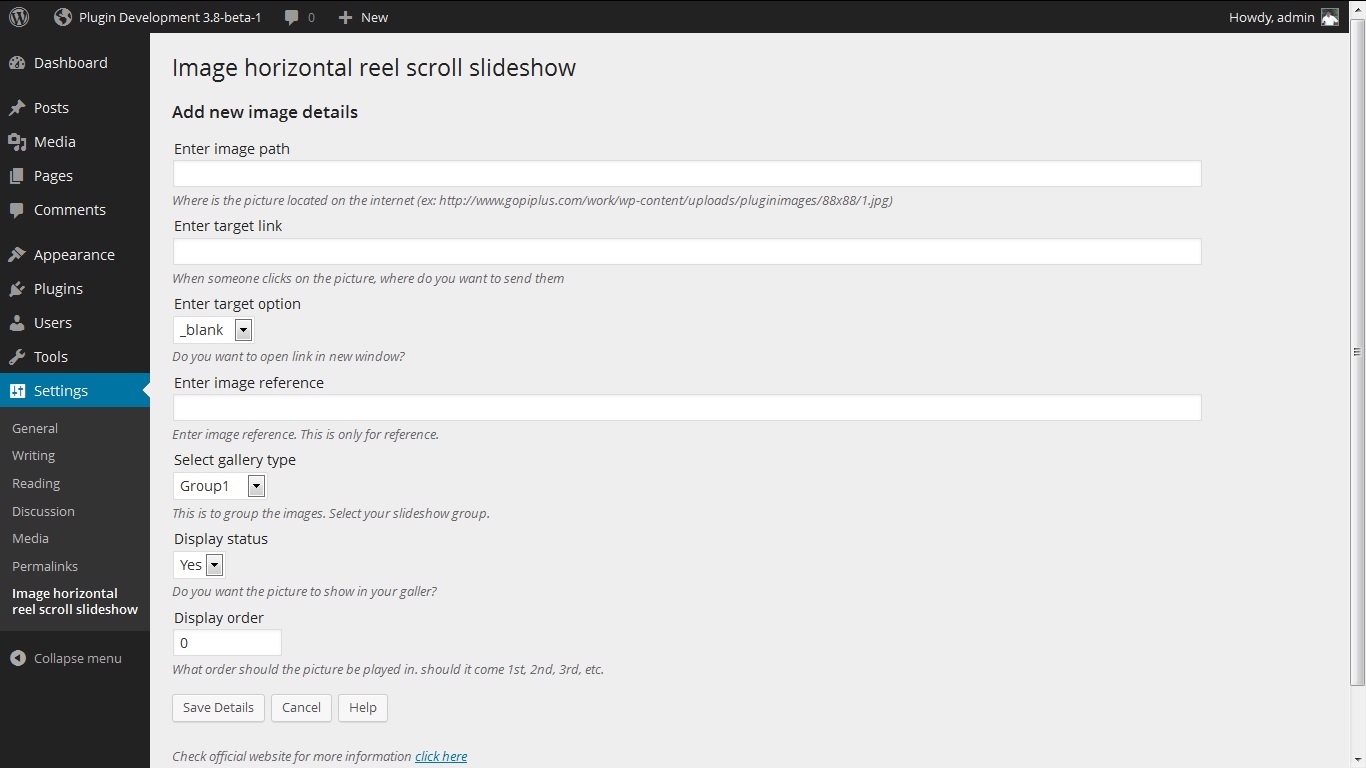 Plugin Development 3.8-beta-1 0 New Howdy, admin
Dashboard
Posts
Media
Pages
Comments
Appearance
Plugins
Users
Tools
Settings
General
Writing
Reading
Discussion
Media
Permalinks
Image horizontal
reel scroll slideshow
Collapse menu
Image horizontal reel scroll slideshow
Add new image details
Enter image path
Where is the picture located on the internet (ex: http://www.gopiplus.com/work/wp-content/uploads/pluginimages/88x88/1.jpg)
Enter target link
When someone clicks on the picture, where do you want to send them
Enter target option
_blank
Do you want to open link in new window?
Enter image reference
Enter image reference. This is only for reference.
Select gallery type
Group1
This is to group the images. Select your slideshow group.
Display status
Yes
Do you want the picture to show in your galler?
Display order
0
What order should the picture be played in. should it come 1st, 2nd, 3rd, etc.
Save Details Cancel Help
Check official website for more information click here